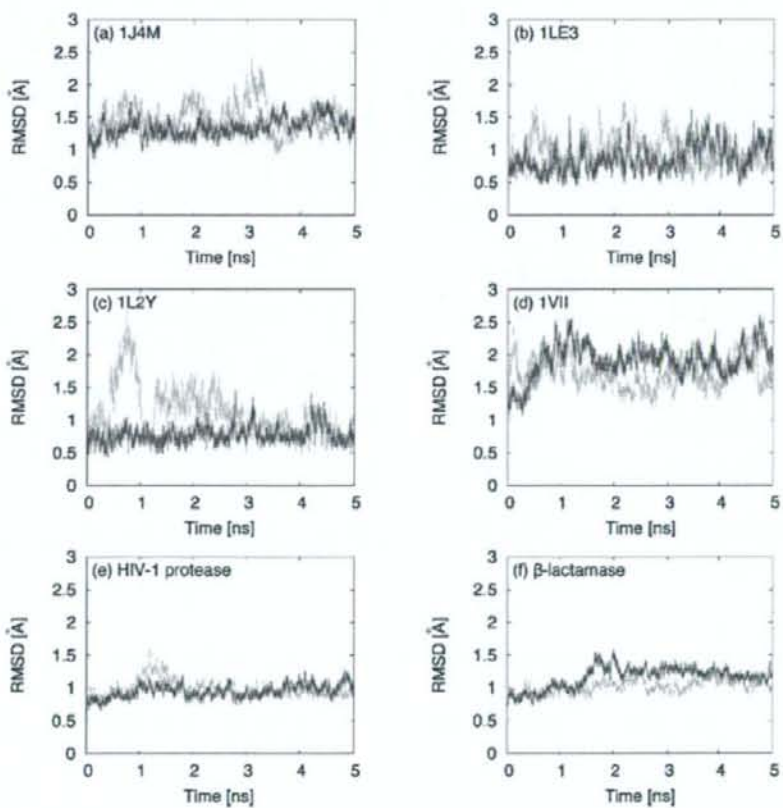 (a) 1J4M
RMSD [Å]
3
2.5
2
1.5
1
0.5
0
0 1 2 3 4 5
Time [ns]
(b) 1LE3
RMSD [Å]
3
2.5
2
1.5
1
0.5
0
0 1 2 3 4 5
Time [ns]
(c) 1L2Y
RMSD [Å]
3
2.5
2
1.5
1
0.5
0
0 1 2 3 4 5
Time [ns]
(d) 1VII
RMSD [Å]
3
2.5
2
1.5
1
0.5
0
0 1 2 3 4 5
Time [ns]
(e) HIV-1 protease
RMSD [Å]
3
2.5
2
1.5
1
0.5
0
0 1 2 3 4 5
Time [ns]
(f) β-lactamase
RMSD [Å]
3
2.5
2
1.5
1
0.5
0
0 1 2 3 4 5
Time [ns]